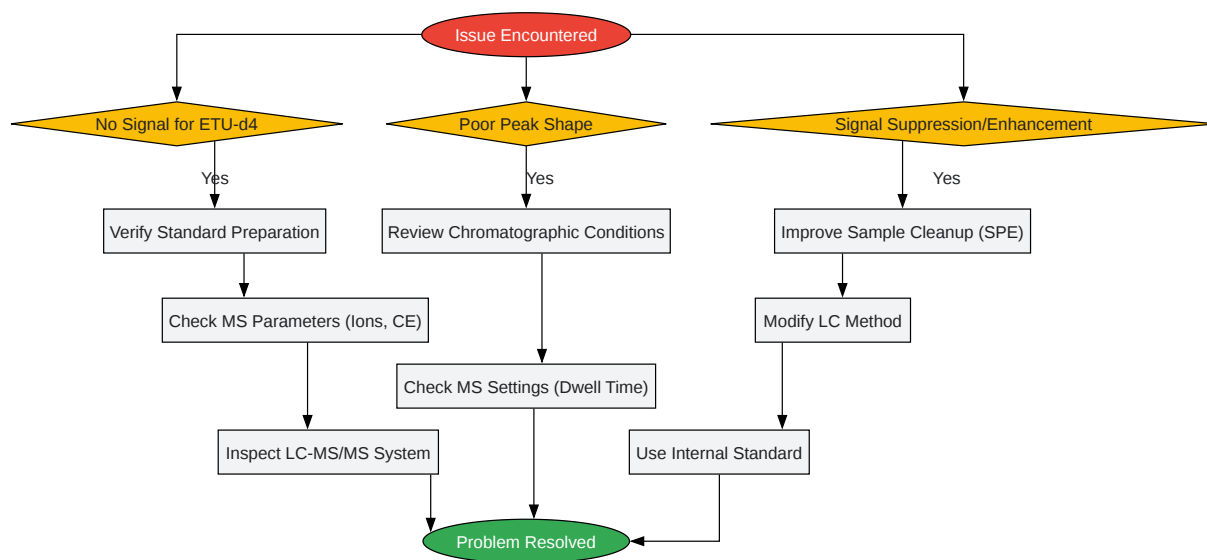 Issue Encountered
No Signal for ETU-d4
Poor Peak Shape
Signal Suppression/Enhancement
Yes
Yes
Yes
Verify Standard Preparation
Review Chromatographic Conditions
Improve Sample Cleanup (SPE)
Check MS Parameters (Ions, CE)
Modify LC Method
Check MS Settings (Dwell Time)
Inspect LC-MS/MS System
Use Internal Standard
Problem Resolved